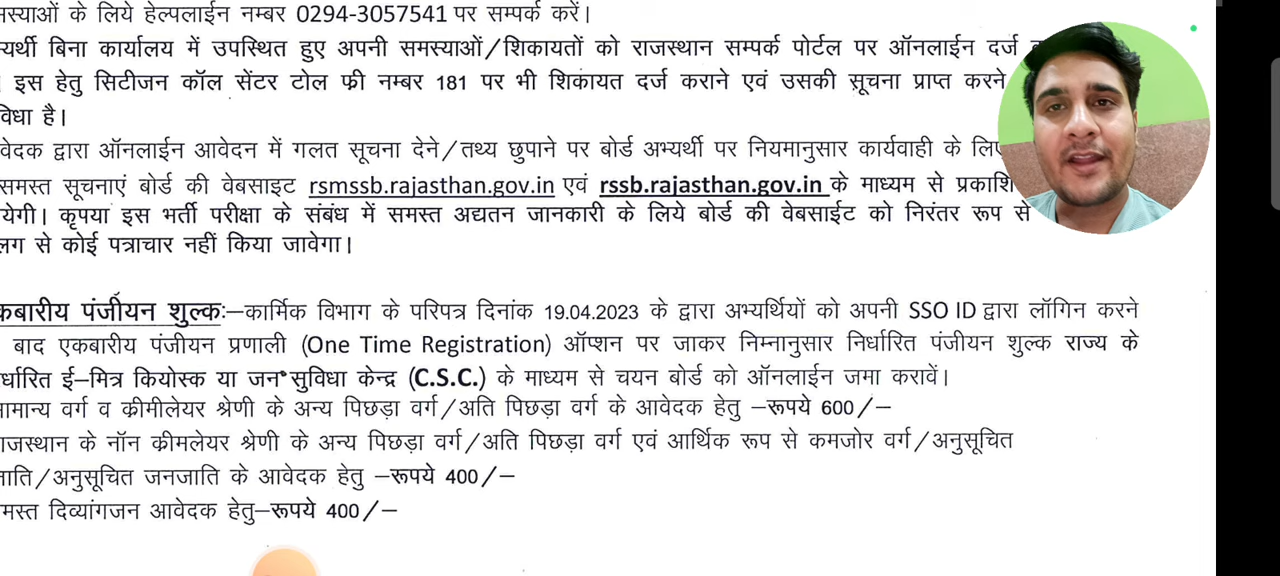 मस्याओं के लिये हेल्पलाईन नम्बर 0294-3057541 पर सम्पर्क करें।
यर्थी बिना कार्यालय में उपस्थित हुए अपनी समस्याओं/शिकायतों को राजस्थान सम्पर्क पोर्टल पर ऑनलाईन दर्ज
इस हेतु सिटीजन कॉल सेंटर टोल फ्री नम्बर 181 पर भी शिकायत दर्ज कराने एवं उसकी सूचना प्राप्त करने
विधा है।
वेदक द्वारा ऑनलाईन आवेदन में गलत सूचना देने/तथ्य छुपाने पर बोर्ड अभ्यर्थी पर नियमानुसार कार्यवाही के लिए
समस्त सूचनाएं बोर्ड की वेबसाइट rsmssb.rajasthan.gov.in एवं rssb.rajasthan.gov.in के माध्यम से प्रकाशि
येगी। कृपया इस भर्ती परीक्षा के संबंध में समस्त अद्यतन जानकारी के लिये बोर्ड की वेबसाईट को निरंतर रूप से
लग से कोई पत्राचार नहीं किया जावेगा।
कबारीय पंजीयन शुल्क:–कार्मिक विभाग के परिपत्र दिनांक 19.04.2023 के द्वारा अभ्यर्थियों को अपनी SSO ID द्वारा लॉगिन करने
बाद एकबारीय पंजीयन प्रणाली (One Time Registration) ऑप्शन पर जाकर निम्नानुसार निर्धारित पंजीयन शुल्क राज्य के
र्धारित ई–मित्र कियोस्क या जन सुविधा केन्द्र (C.S.C.) के माध्यम से चयन बोर्ड को ऑनलाईन जमा करावें।
ामान्य वर्ग व क्रीमीलेयर श्रेणी के अन्य पिछड़ा वर्ग/अति पिछड़ा वर्ग के आवेदक हेतु –रूपये 600/–
ाजस्थान के नॉन क्रीमलेयर श्रेणी के अन्य पिछड़ा वर्ग/अति पिछड़ा वर्ग एवं आर्थिक रूप से कमजोर वर्ग/अनुसूचित
जाति/अनुसूचित जनजाति के आवेदक हेतु –रूपये 400/–
मस्त दिव्यांगजन आवेदक हेतु–रूपये 400/–